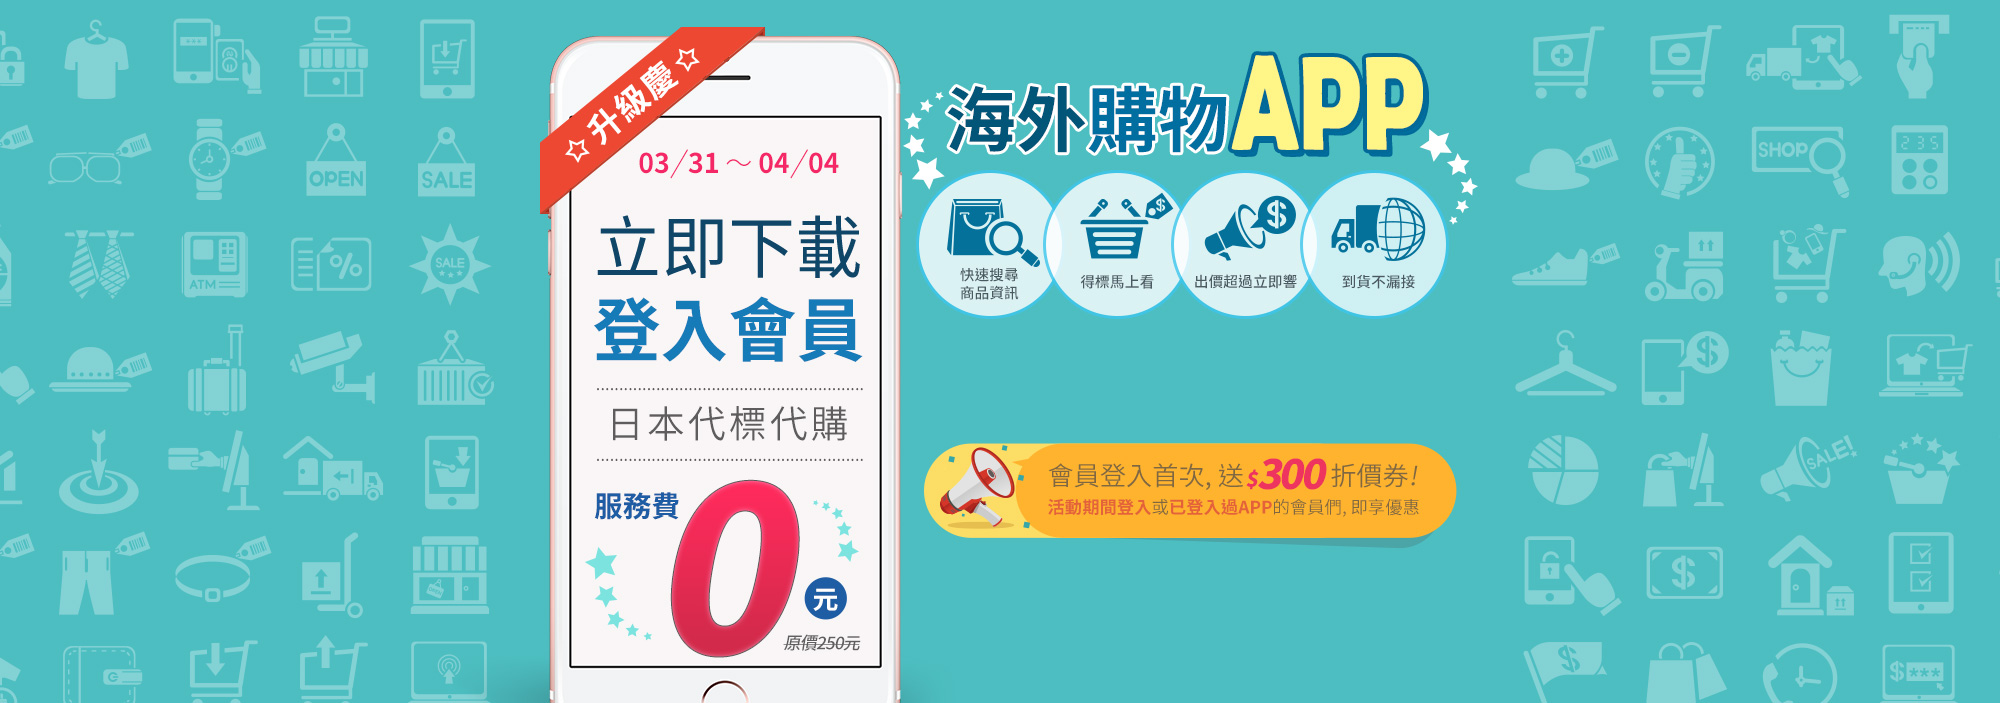 升級慶
03/31～04/04
立即下載
登入會員
日本代標代購
服務費
0
元
原價250元
海外購物APP
快速搜尋
商品資訊
得標馬上看
出價超過立即響
到貨不漏接
會員登入首次, 送$300折價券!
活動期間登入或已登入過APP的會員們, 即享優惠
OPEN
SALE
ATM
SALE
SHOP
235
SALE!
$***